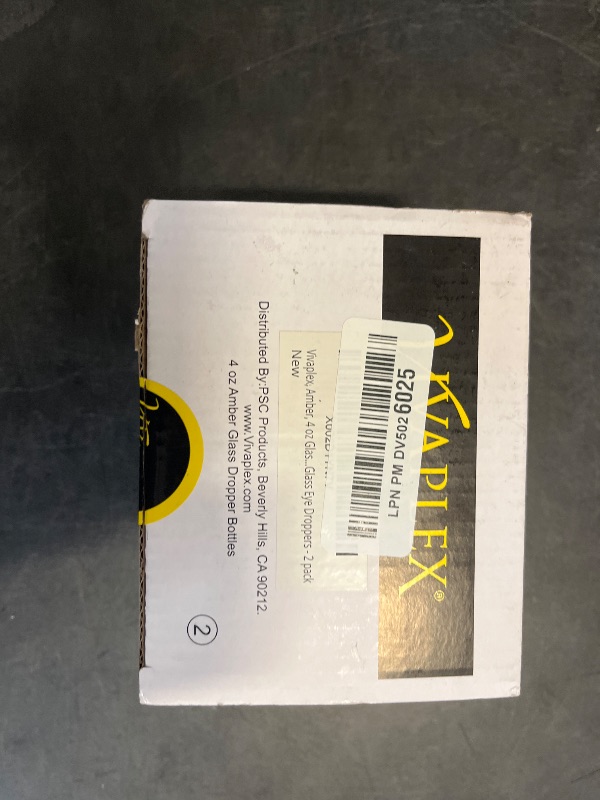 VIVAPLEX®
LPN PM DV5026025
Vivaplex, Amber, 4 oz Glas...Glass Eye Droppers - 2 pack
New
Distributed By:PSC Products, Beverly Hills, CA 90212.
www.Vivaplex.com
4 oz Amber Glass Dropper Bottles
2